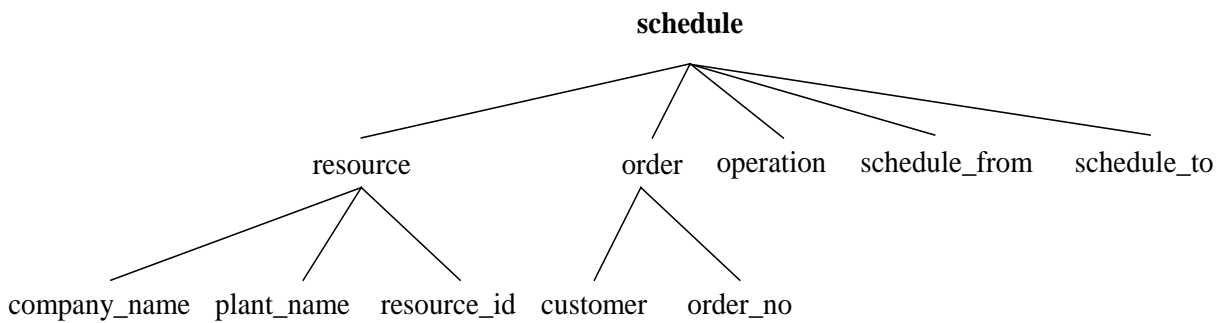 schedule
resource order operation schedule_from schedule_to
company_name plant_name resource_id customer order_no